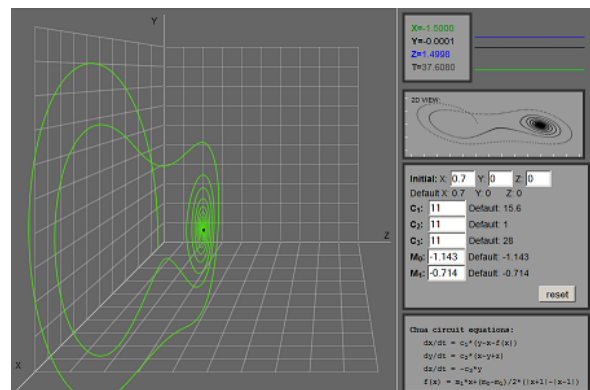 Y
Z
X
X=-1.5000
Y=-0.0001
Z=1.4998
T=37.6080
2D VIEW:
Initial: X: 0.7 Y: 0 Z: 0
Default X: 0.7 Y: 0 Z: 0
C₁: 11 Default: 15.6
C₂: 11 Default: 1
C₃: 11 Default: 28
M₀: -1.143 Default: -1.143
M₁: -0.714 Default: -0.714
reset
Chua circuit equations:
dx/dt = c₁*(y-x-f(x))
dy/dt = c₂*(x-y+z)
dz/dt = -c₃*y
f(x) = m₁*x+(m₀-m₁)/2*(|x+1|-|x-1|)